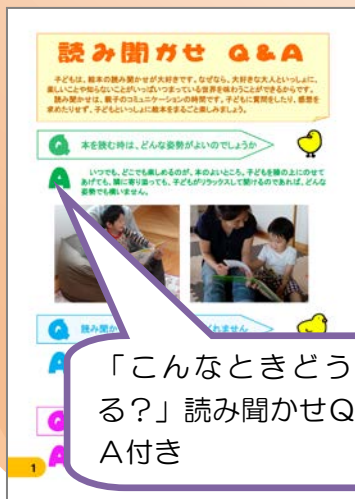 読み聞かせ Q&A
子どもは、絵本の読み聞かせが大好きです。なぜなら、大好きな大人といっしょに、
楽しいことや知らないことがいっぱいつまっている世界を味わうことができるからです。
読み聞かせは、親子のコミュニケーションの時間です。子どもに質問をしたり、感想を
求めたりせず、子どもといっしょに絵本をまるごと楽しみましょう。
Q 本を読む時は、どんな姿勢がよいのでしょうか
A いつでも、どこでも楽しめるのが、本のよいところ。子どもを膝の上にのせて
あげても、隣に寄り添っても、子どもがリラックスして聞けるのであれば、どんな
姿勢でも構いません。
Q 読み聞か くれません
A
「こんなときどう
る？」読み聞かせQ
A付き
Q
A
1